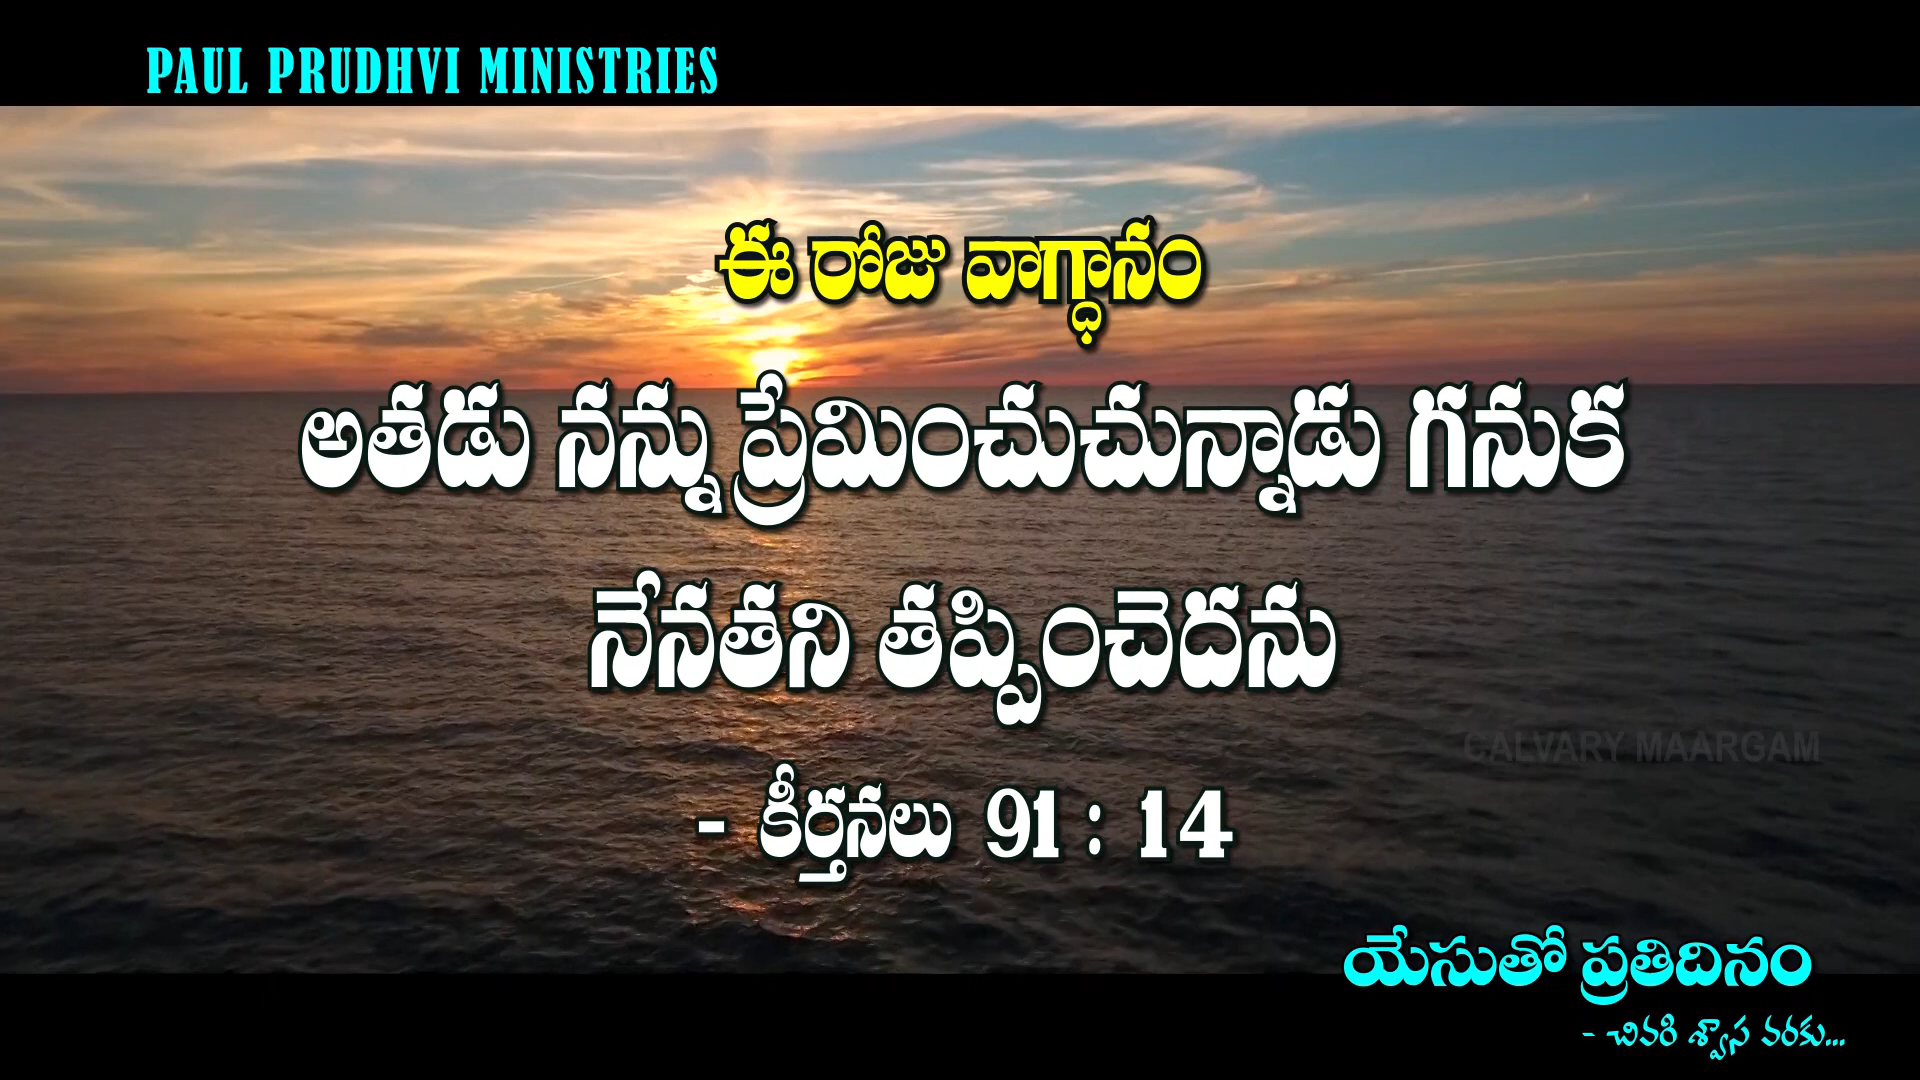 PAUL PRUDHVI MINISTRIES
ఈ రోజు వాగ్ధానం
అతడు నన్ను ప్రేమించుచున్నాడు గనుక
నేనతని తప్పించెదను
- కీర్తనలు 91 : 14
CALVARY MAARGAM
యేసుతో ప్రతిదినం
- చివరి శ్వాస వరకు...